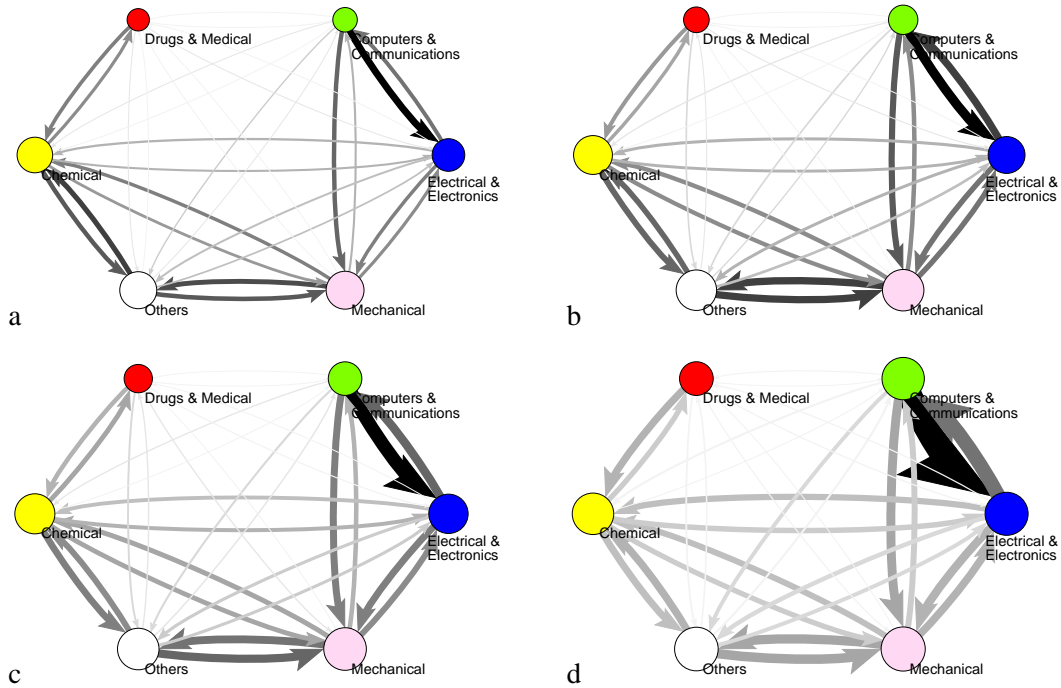 Drugs & Medical
Computers &
Communications
Chemical
Electrical &
Electronics
Others
Mechanical
a
Drugs & Medical
Computers &
Communications
Chemical
Electrical &
Electronics
Others
Mechanical
b
Drugs & Medical
Computers &
Communications
Chemical
Electrical &
Electronics
Others
Mechanical
c
Drugs & Medical
Computers &
Communications
Chemical
Electrical &
Electronics
Others
Mechanical
d